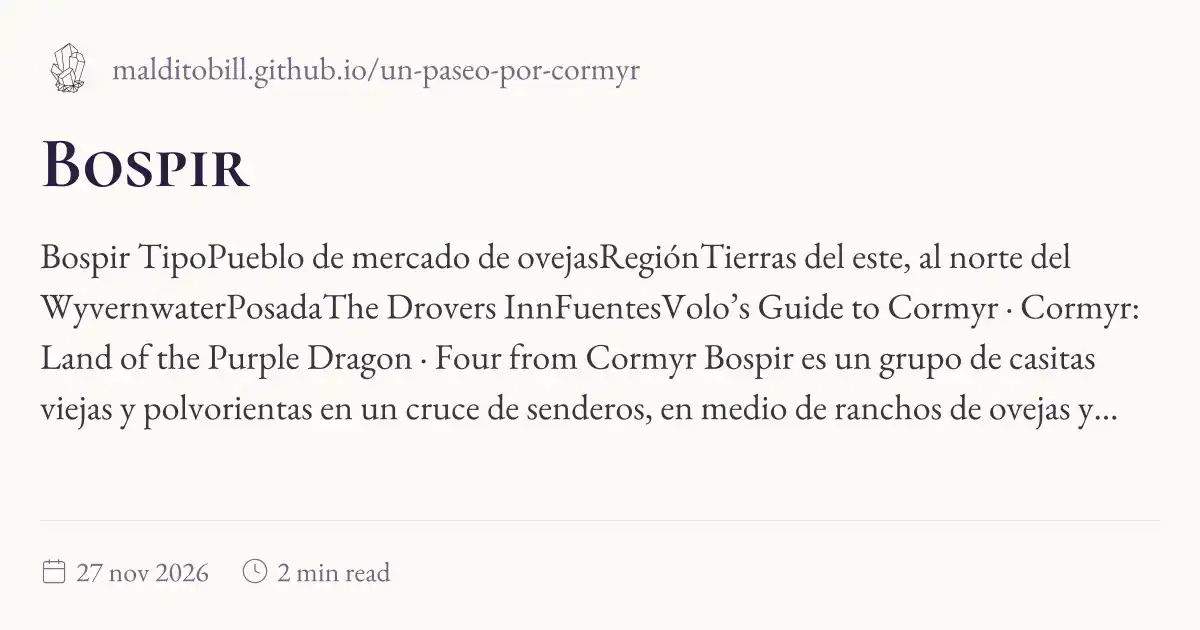 malditobill.github.io/un-paseo-por-cormyr
Bospir
Bospir TipoPueblo de mercado de ovejasRegiónTierras del este, al norte del
WyvernwaterPosadaThe Drovers InnFuentesVolo’s Guide to Cormyr · Cormyr:
Land of the Purple Dragon · Four from Cormyr Bospir es un grupo de casitas
viejas y polvorientas en un cruce de senderos, en medio de ranchos de ovejas y...
27 nov 2026 2 min read